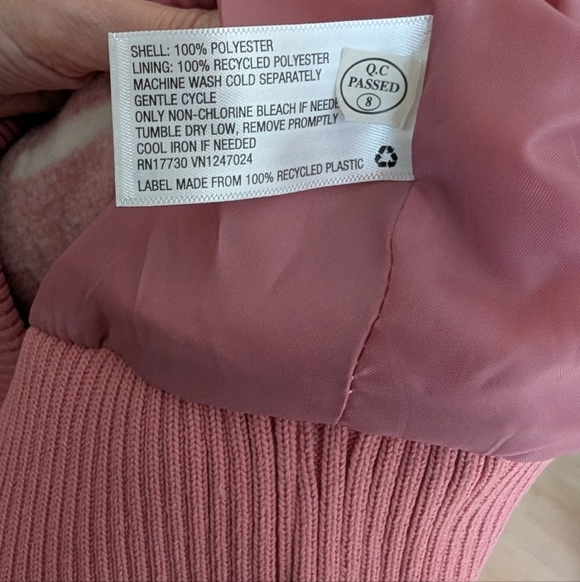 SHELL: 100% POLYESTER
LINING: 100% RECYCLED POLYESTER
MACHINE WASH COLD SEPARATELY
GENTLE CYCLE
ONLY NON-CHLORINE BLEACH IF NEEDE
TUMBLE DRY LOW, REMOVE PROMPTLY
COOL IRON IF NEEDED
RN17730 VN1247024
LABEL MADE FROM 100% RECYCLED PLASTIC
Q.C
PASSED
8